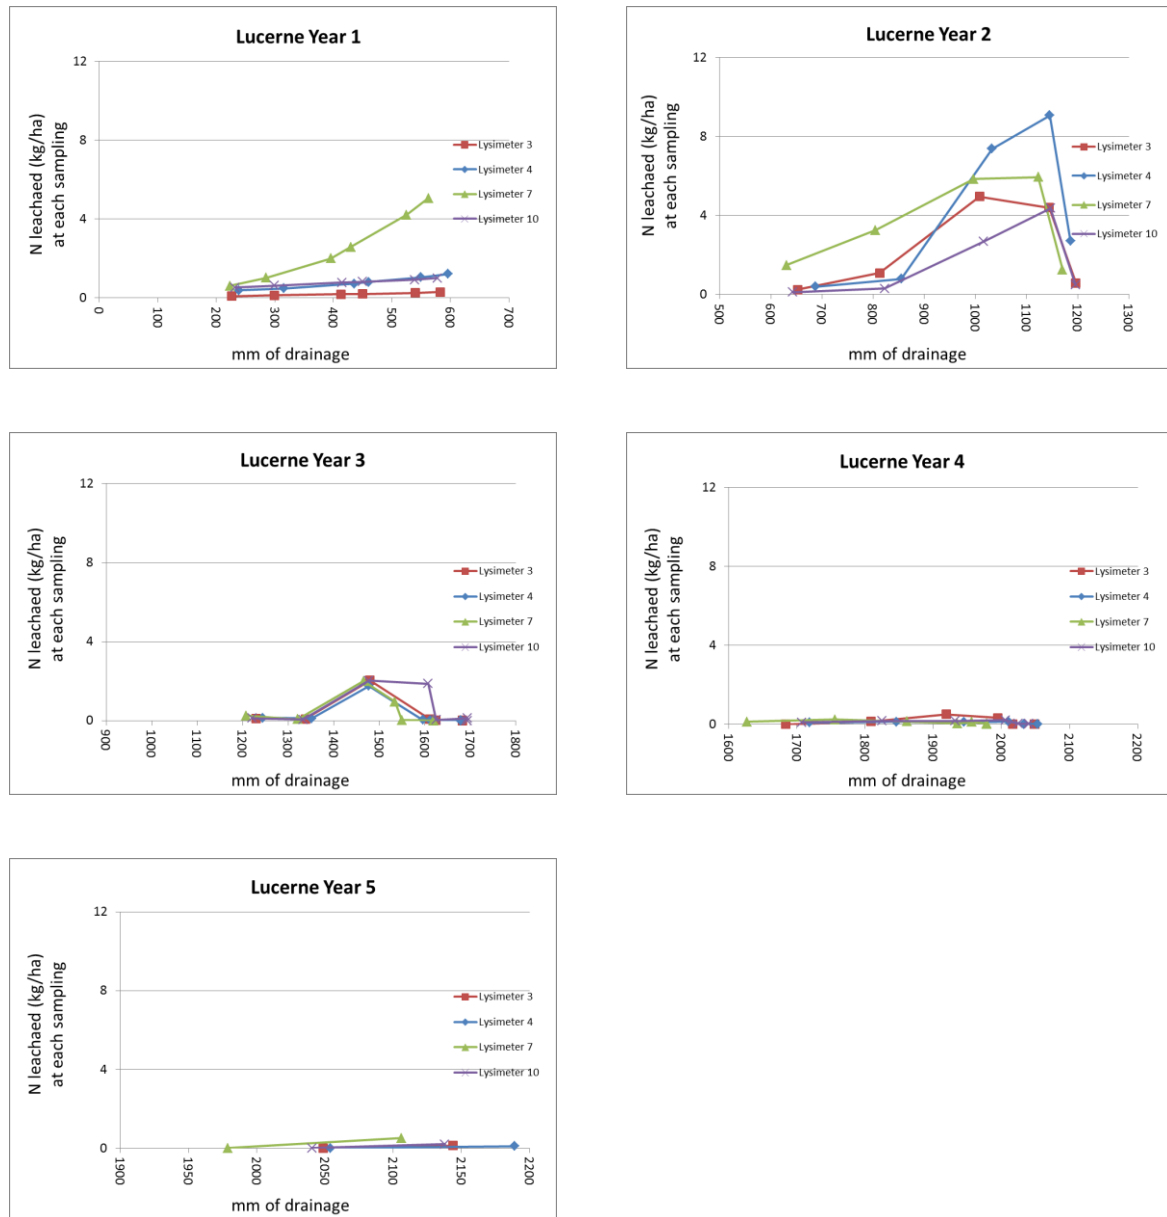 Lucerne Year 1
N leachaed (kg/ha)
at each sampling
12
8
4
0
0
100
200
300
400
500
600
700
mm of drainage
Lysimeter 3
Lysimeter 4
Lysimeter 7
Lysimeter 10
Lucerne Year 2
N leachaed (kg/ha)
at each sampling
12
8
4
0
500
600
700
800
900
1000
1100
1200
1300
mm of drainage
Lysimeter 3
Lysimeter 4
Lysimeter 7
Lysimeter 10
Lucerne Year 3
N leachaed (kg/ha)
at each sampling
12
8
4
0
900
1000
1100
1200
1300
1400
1500
1600
1700
1800
mm of drainage
Lysimeter 3
Lysimeter 4
Lysimeter 7
Lysimeter 10
Lucerne Year 4
N leachaed (kg/ha)
at each sampling
12
8
4
0
1600
1700
1800
1900
2000
2100
2200
mm of drainage
Lysimeter 3
Lysimeter 4
Lysimeter 7
Lysimeter 10
Lucerne Year 5
N leachaed (kg/ha)
at each sampling
12
8
4
0
1900
1950
2000
2050
2100
2150
2200
mm of drainage
Lysimeter 3
Lysimeter 4
Lysimeter 7
Lysimeter 10